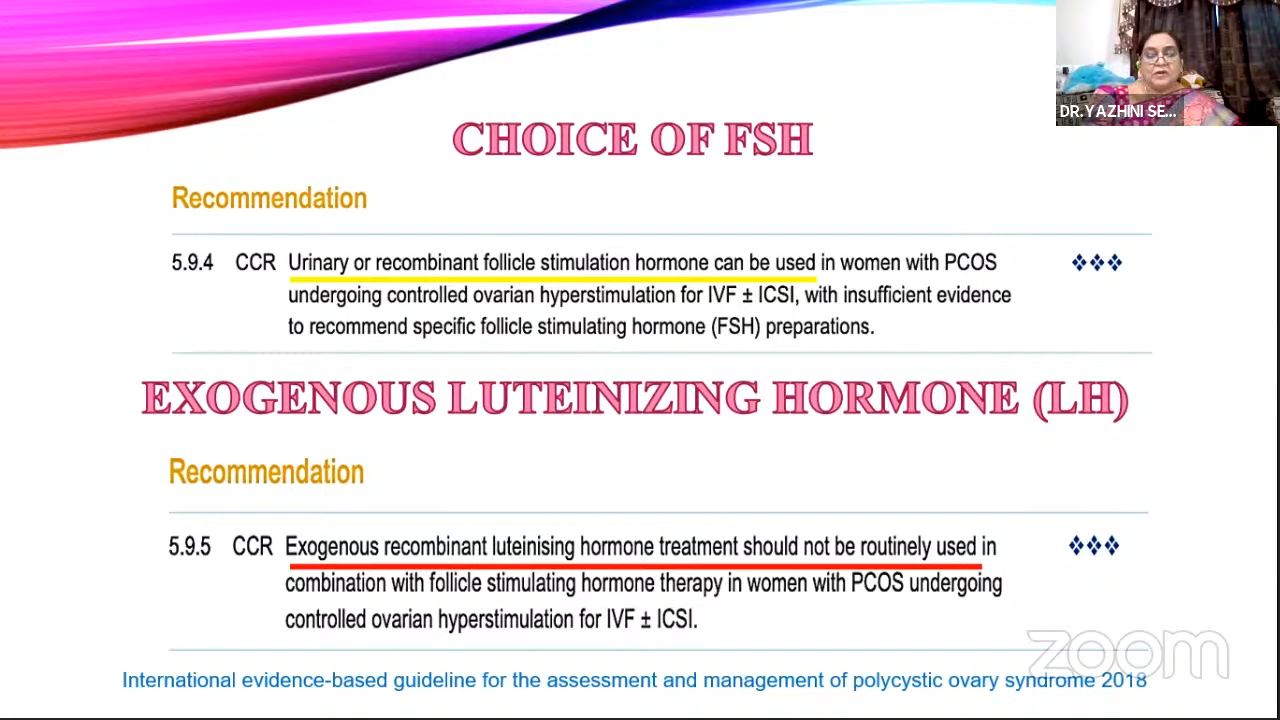 DR.YAZHINI SE...
CHOICE OF FSH
Recommendation
5.9.4 CCR Urinary or recombinant follicle stimulation hormone can be used in women with PCOS ❖❖❖
undergoing controlled ovarian hyperstimulation for IVF ± ICSI, with insufficient evidence
to recommend specific follicle stimulating hormone (FSH) preparations.
EXOGENOUS LUTEINIZING HORMONE (LH)
Recommendation
5.9.5 CCR Exogenous recombinant luteinising hormone treatment should not be routinely used in ❖❖❖
combination with follicle stimulating hormone therapy in women with PCOS undergoing
controlled ovarian hyperstimulation for IVF ± ICSI.
zoom
International evidence-based guideline for the assessment and management of polycystic ovary syndrome 2018